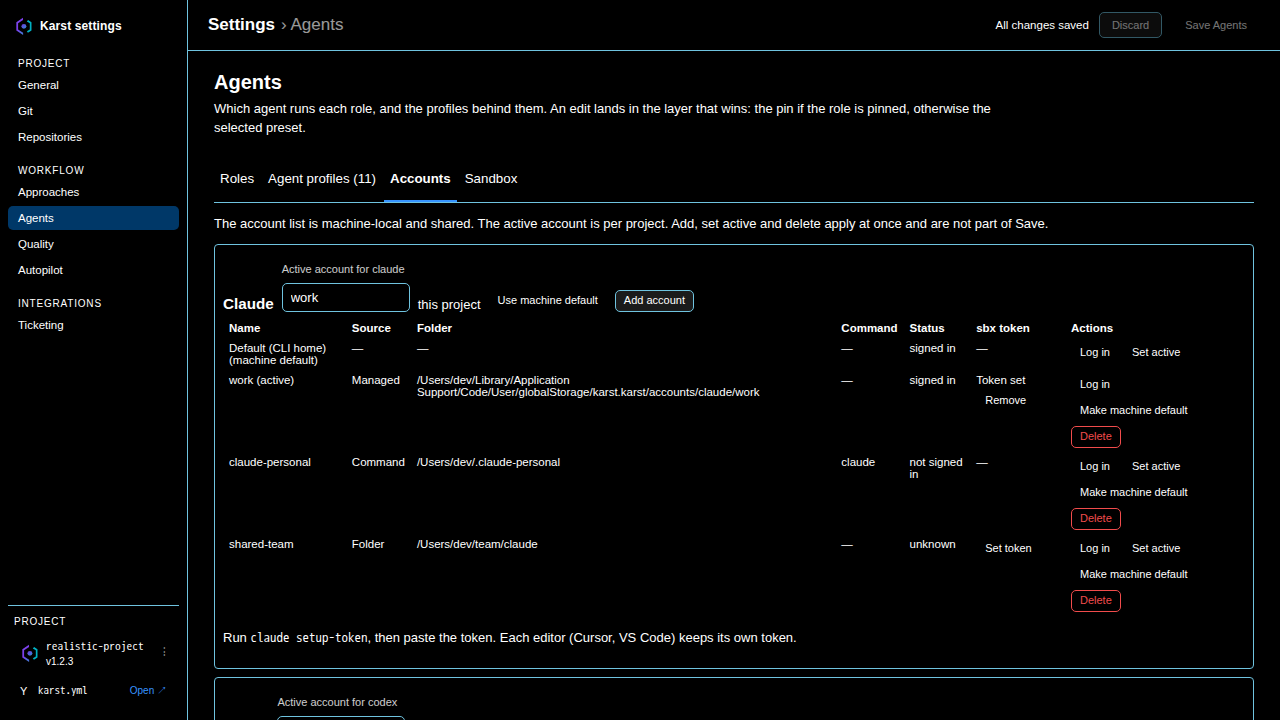 Karst settings
Settings › Agents
All changes saved
Discard
Save Agents
PROJECT
General
Git
Repositories
WORKFLOW
Approaches
Agents
Quality
Autopilot
INTEGRATIONS
Ticketing
PROJECT
realistic-project
v1.2.3
⋮
Y karst.yml Open ↗
Agents
Which agent runs each role, and the profiles behind them. An edit lands in the layer that wins: the pin if the role is pinned, otherwise the
selected preset.
Roles Agent profiles (11) Accounts Sandbox
The account list is machine-local and shared. The active account is per project. Add, set active and delete apply at once and are not part of Save.
Active account for claude
Claude work this project Use machine default Add account
Name Source Folder Command Status sbx token Actions
Default (CLI home) — — — signed in — Log in Set active
(machine default)
work (active) Managed /Users/dev/Library/Application — signed in Token set Log in
Support/Code/User/globalStorage/karst.karst/accounts/claude/work Remove
Make machine default
Delete
claude-personal Command /Users/dev/.claude-personal claude not signed — Log in Set active
in
Make machine default
Delete
shared-team Folder /Users/dev/team/claude — unknown Set token Log in Set active
Make machine default
Delete
Run claude setup-token, then paste the token. Each editor (Cursor, VS Code) keeps its own token.
Active account for codex